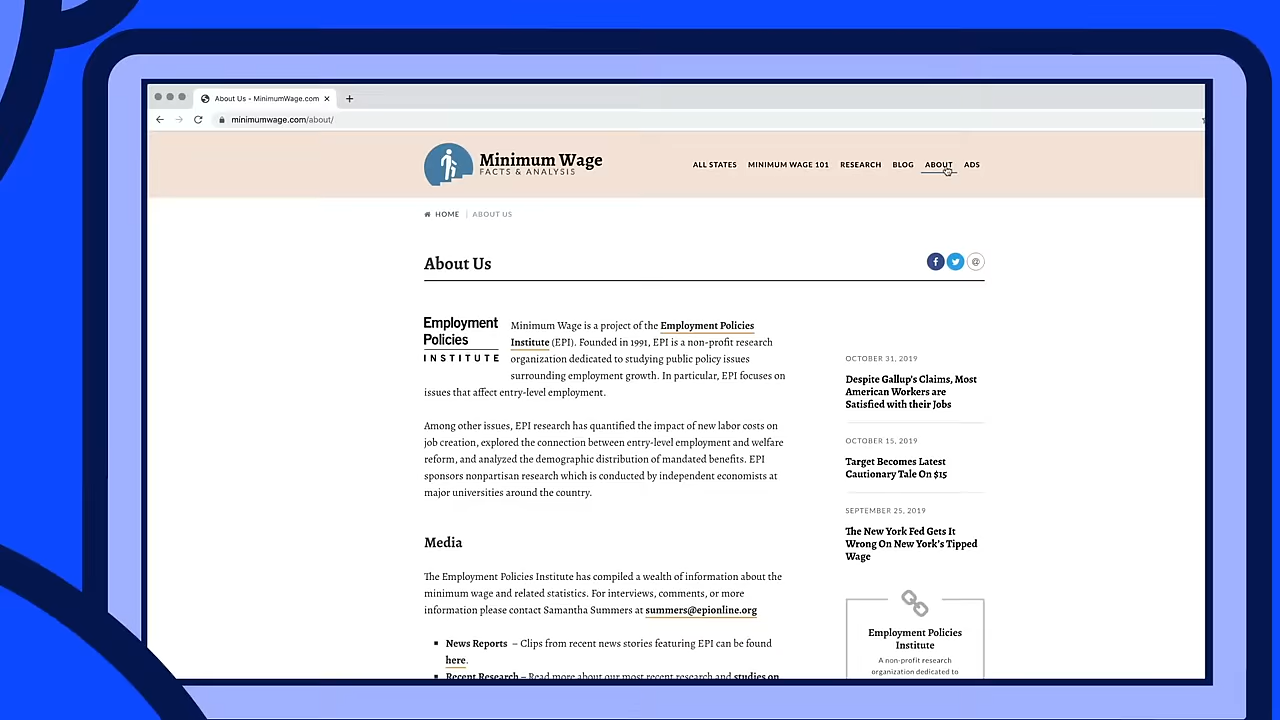 About Us - MinimumWage.com
minimumwage.com/about/
Minimum Wage
FACTS & ANALYSIS
ALL STATES MINIMUM WAGE 101 RESEARCH BLOG ABOUT ADS
HOME ABOUT US
About Us
Employment
Policies
INSTITUTE
Minimum Wage is a project of the Employment Policies
Institute (EPI). Founded in 1991, EPI is a non-profit research
organization dedicated to studying public policy issues
surrounding employment growth. In particular, EPI focuses on
issues that affect entry-level employment.
Among other issues, EPI research has quantified the impact of new labor costs on
job creation, explored the connection between entry-level employment and welfare
reform, and analyzed the demographic distribution of mandated benefits. EPI
sponsors nonpartisan research which is conducted by independent economists at
major universities around the country.
Media
The Employment Policies Institute has compiled a wealth of information about the
minimum wage and related statistics. For interviews, comments, or more
information please contact Samantha Summers at summers@epionline.org
News Reports – Clips from recent news stories featuring EPI can be found
here.
Recent Research – Read more about our most recent research and studies on
OCTOBER 31, 2019
Despite Gallup's Claims, Most
American Workers are
Satisfied with their Jobs
OCTOBER 15, 2019
Target Becomes Latest
Cautionary Tale On $15
SEPTEMBER 25, 2019
The New York Fed Gets It
Wrong On New York's Tipped
Wage
Employment Policies
Institute
A non-profit research
organization dedicated to